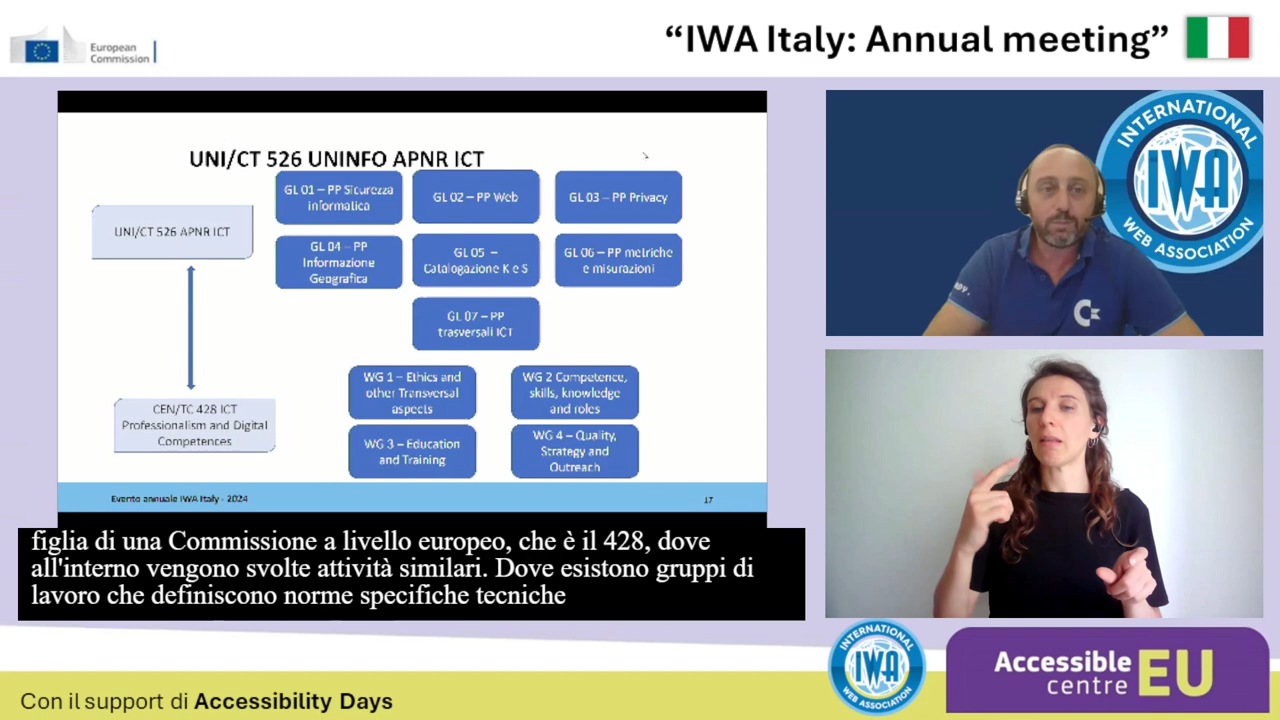 European
Commission
“IWA Italy: Annual meeting”
UNI/CT 526 UNINFO APNR ICT
UNI/CT 526 APNR ICT
GL 01 – PP Sicurezza
informatica
GL 02 – PP Web
GL 03 – PP Privacy
GL 04 – PP
Informazione
Geografica
GL 05 –
Catalogazione K e S
GL 06 – PP metriche
e misurazioni
GL 07 – PP
trasversali ICT
CEN/TC 428 ICT
Professionalism and Digital
Competences
WG 1 – Ethics and
other Transversal
aspects
WG 2 Competence,
skills, knowledge
and roles
WG 3 – Education
and Training
WG 4 – Quality,
Strategy and
Outreach
Evento annuale IWA Italy - 2024
17
figlia di una Commissione a livello europeo, che è il 428, dove
all'interno vengono svolte attività similari. Dove esistono gruppi di
lavoro che definiscono norme specifiche tecniche
INTERNATIONAL
IWA
WEB ASSOCIATION
INTERNATIONAL
IWA
WEB ASSOCIATION
Accessible
centre
EU
Con il support di Accessibility Days